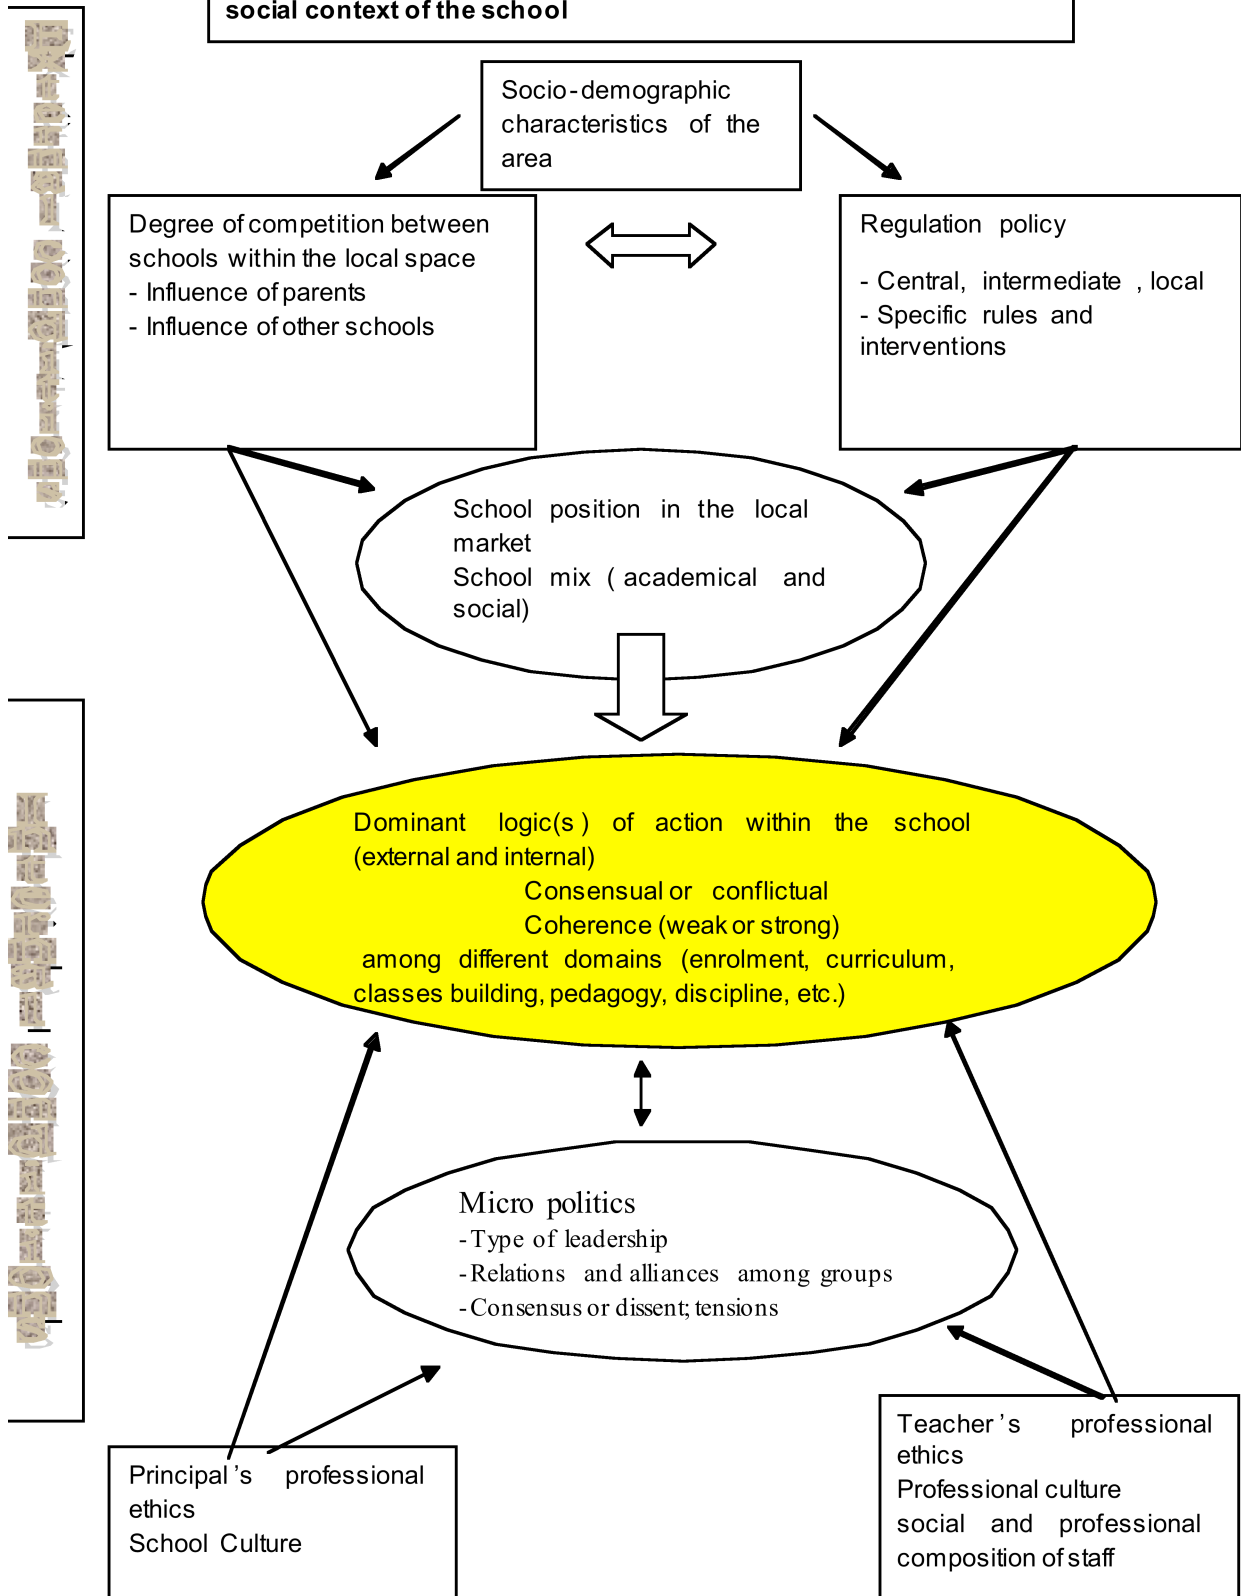 social context of the school
Socio-demographic
characteristics of the
area
Degree of competition between
schools within the local space
- Influence of parents
- Influence of other schools
Regulation policy
- Central, intermediate , local
- Specific rules and
interventions
School position in the local
market
School mix ( academical and
social)
Dominant logic(s ) of action within the school
(external and internal)
Consensual or conflictual
Coherence (weak or strong)
among different domains (enrolment, curriculum,
classes building, pedagogy, discipline, etc.)
Micro politics
-Type of leadership
-Relations and alliances among groups
-Consensus or dissent; tensions
Principal’s professional
ethics
School Culture
Teacher’s professional
ethics
Professional culture
social and professional
composition of staff